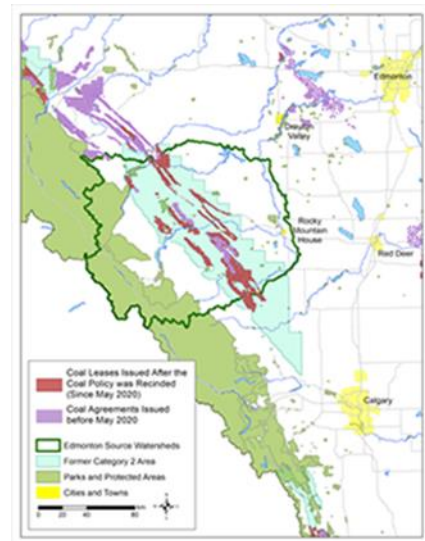 Edmonton
Drayton
Valley
Rocky
Mountain
House
Red Deer
Calgary
Coal Leases Issued After the
Coal Policy was Recinded
(Since May 2020)
Coal Agreements Issued
before May 2020
Edmonton Source Watersheds
Former Category 2 Area
Parks and Protected Areas
Cities and Towns
0 20 40 80